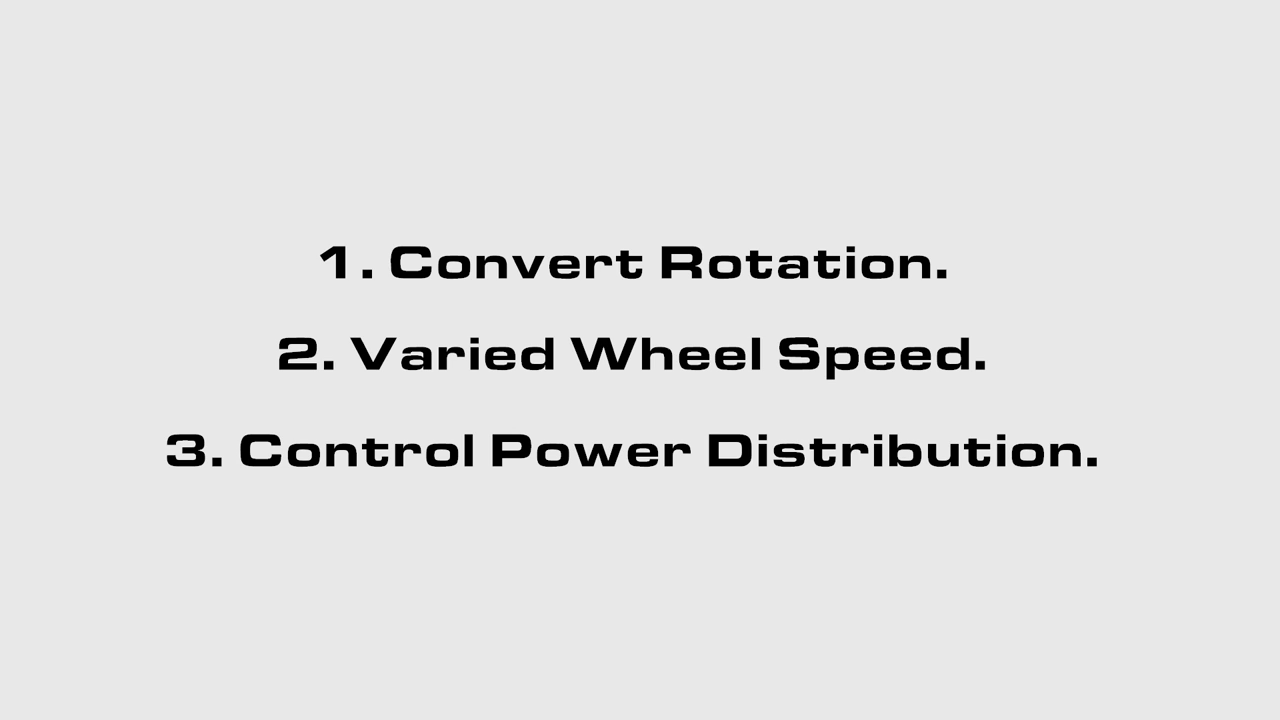 1. Convert Rotation.
2. Varied Wheel Speed.
3. Control Power Distribution.